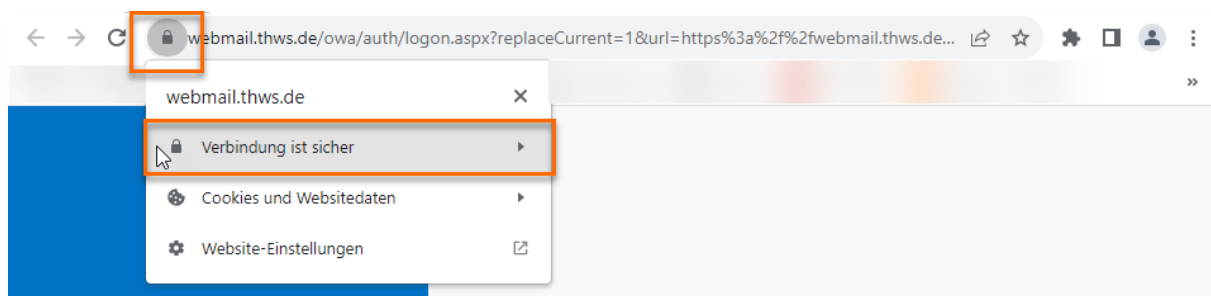 webmail.thws.de/owa/auth/logon.aspx?replaceCurrent=1&url=https%3a%2f%2fwebmail.thws.de...
webmail.thws.de
Verbindung ist sicher
Cookies und Websitedaten
Website-Einstellungen